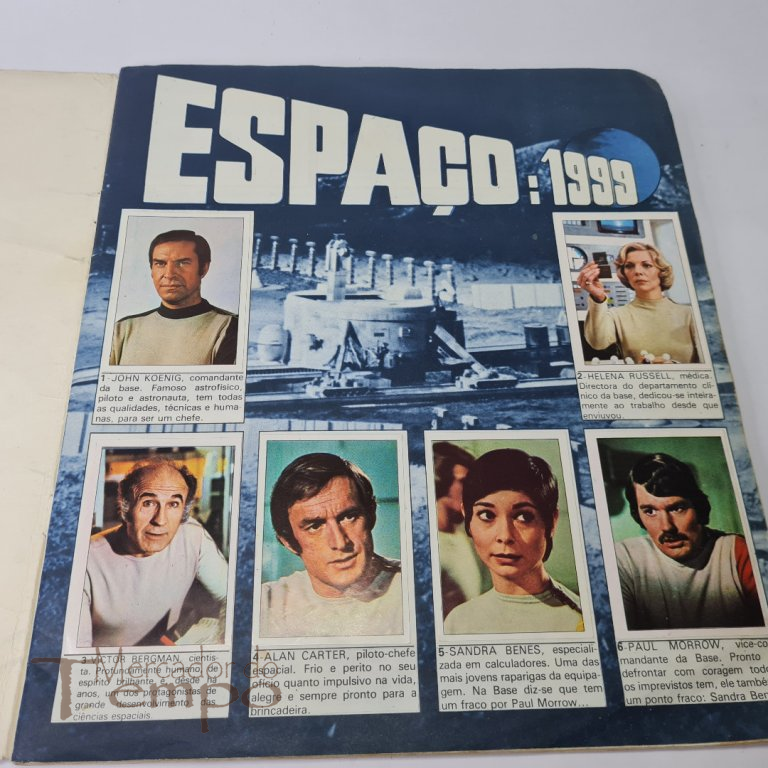 ESPAÇO: 1999
1-JOHN KOENIG, comandante
da base. Famoso astrofísico,
piloto e astronauta, tem todas
as qualidades, técnicas e huma-
nas, para ser um chefe.
2-HELENA RUSSELL, médica.
Directora do departamento clí-
nico da base, dedicou-se inteira-
mente ao trabalho desde que
enviuvou.
3-VICTOR BERGMAN, cientis-
ta. Profundamente humano, de
espírito brilhante e, desde há
anos, um dos protagonistas de
grande desenvolvimento das
ciências espaciais.
4-ALAN CARTER, piloto-chefe
espacial. Frio e perito no seu
ofício quanto impulsivo na vida,
alegre e sempre pronto para a
brincadeira.
5-SANDRA BENES, especiali-
zada em calculadores. Uma das
mais jovens raparigas da equipa-
gem. Na Base diz-se que tem
um fraco por Paul Morrow...
6-PAUL MORROW, vice-co-
mandante da Base. Pronto
defrontar com coragem todo
os imprevistos tem, ele també
um ponto fraco: Sandra Ben
Tempo